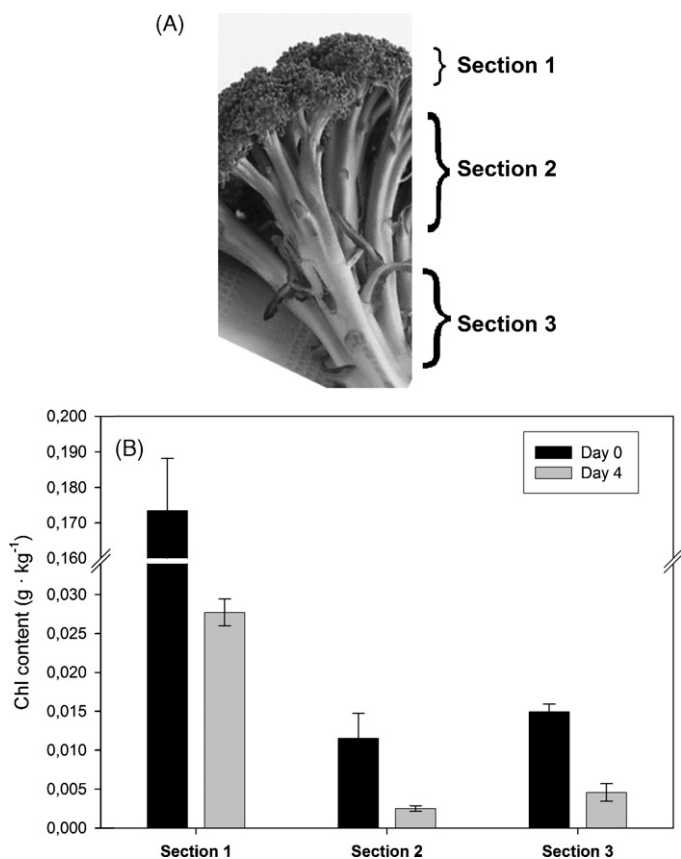 (A)
Section 1
Section 2
Section 3
(B)
Day 0
Day 4
Chl content (g · kg⁻¹)
0,200
0,190
0,180
0,170
0,160
0,030
0,025
0,020
0,015
0,010
0,005
0,000
Section 1 Section 2 Section 3